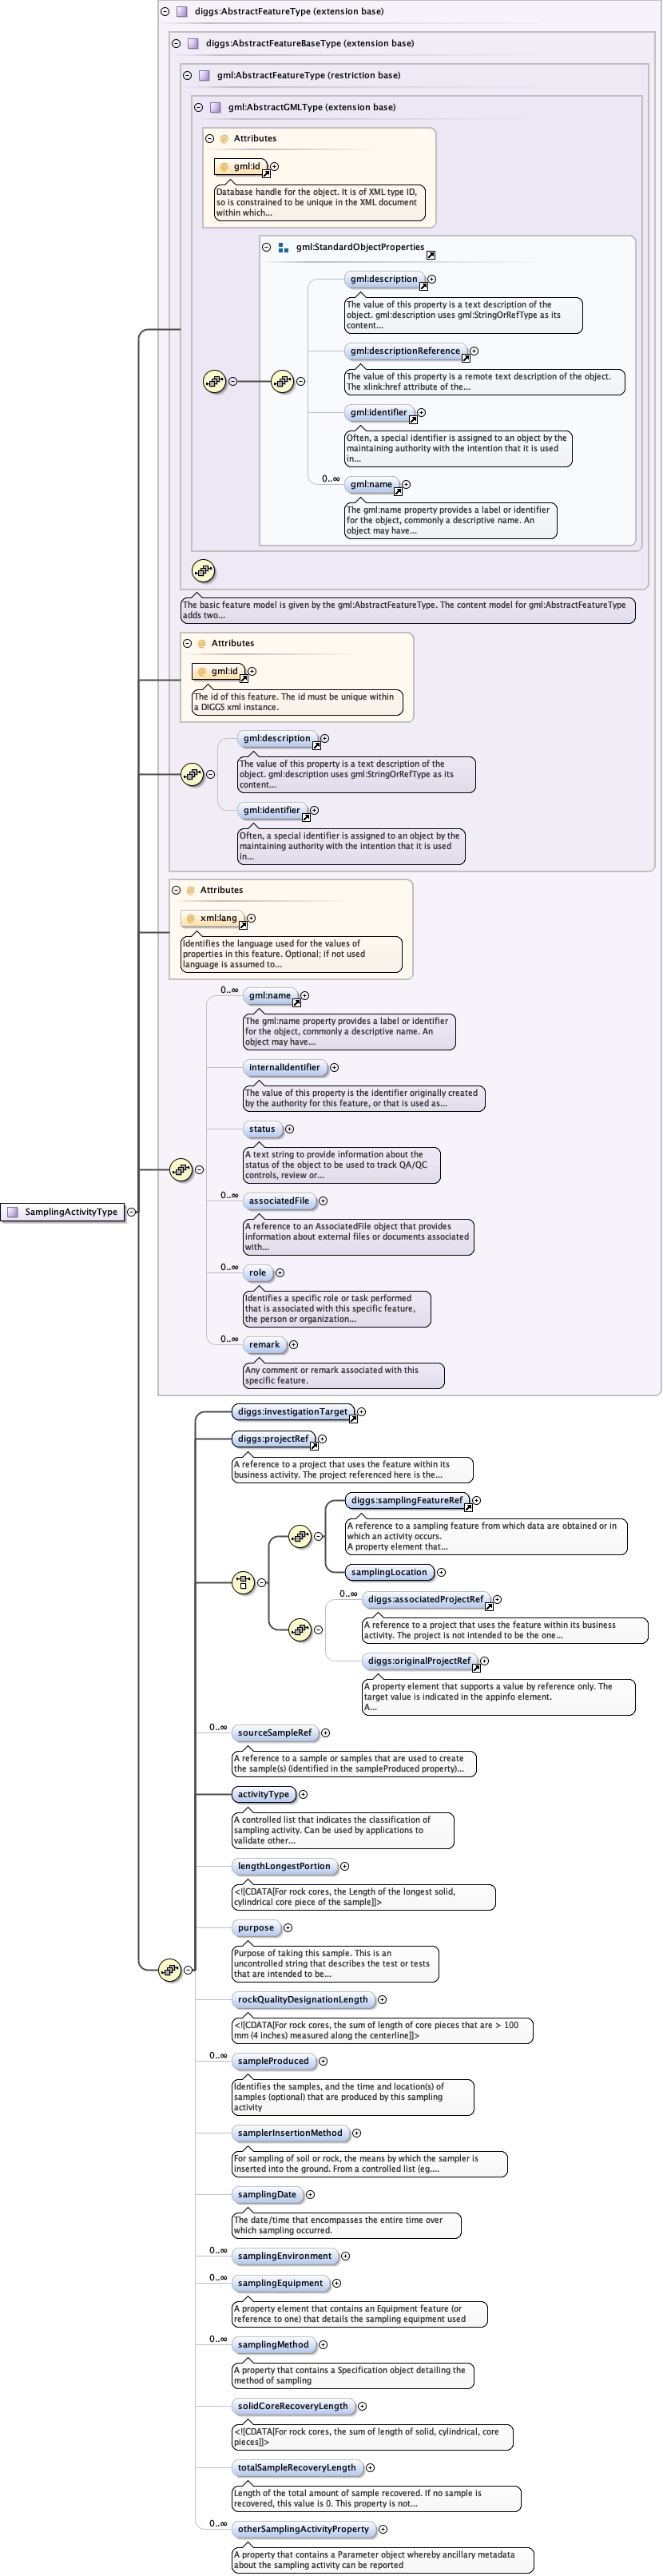 diggs:AbstractFeatureType (extension base)
diggs:AbstractFeatureBaseType (extension base)
gml:AbstractFeatureType (restriction base)
gml:AbstractGMLType (extension base)
@ Attributes
@ gml:id
Database handle for the object. It is of XML type ID,
so is constrained to be unique in the XML document
within which...
gml:StandardObjectProperties
gml:description
The value of this property is a text description of the
object. gml:description uses gml:StringOrRefType as its
content...
gml:descriptionReference
The value of this property is a remote text description of the object.
The xlink:href attribute of the...
gml:identifier
Often, a special identifier is assigned to an object by the
maintaining authority with the intention that it is used
in...
0..∞
gml:name
The gml:name property provides a label or identifier
for the object, commonly a descriptive name. An
object may have...
The basic feature model is given by the gml:AbstractFeatureType. The content model for gml:AbstractFeatureType
adds two...
@ Attributes
@ gml:id
The id of this feature. The id must be unique within
a DIGGS xml instance.
gml:description
The value of this property is a text description of the
object. gml:description uses gml:StringOrRefType as its
content...
gml:identifier
Often, a special identifier is assigned to an object by the
maintaining authority with the intention that it is used
in...
@ Attributes
@ xml:lang
Identifies the language used for the values of
properties in this feature. Optional; if not used
language is assumed to...
0..∞
gml:name
The gml:name property provides a label or identifier
for the object, commonly a descriptive name. An
object may have...
internalIdentifier
The value of this property is the identifier originally created
by the authority for this feature, or that is used as...
status
A text string to provide information about the
status of the object to be used to track QA/QC
controls, review or...
0..∞
associatedFile
SamplingActivityType
A reference to an AssociatedFile object that provides
information about external files or documents associated
with...
0..∞
role
Identifies a specific role or task performed
that is associated with this specific feature,
the person or organization...
0..∞
remark
Any comment or remark associated with this
specific feature.
diggs:investigationTarget
diggs:projectRef
A reference to a project that uses the feature within its
business activity. The project referenced here is the...
diggs:samplingFeatureRef
A reference to a sampling feature from which data are obtained or in
which an activity occurs.
A property element that...
samplingLocation
0..∞
diggs:associatedProjectRef
A reference to a project that uses the feature within its business
activity. The project is not intended to be the one...
diggs:originalProjectRef
A property element that supports a value by reference only. The
target value is indicated in the appinfo element.
A...
0..∞
sourceSampleRef
A reference to a sample or samples that are used to create
the sample(s) (identified in the sampleProduced property)...
activityType
A controlled list that indicates the classification of
sampling activity. Can be used by applications to
validate other...
lengthLongestPortion
<![CDATA[For rock cores, the Length of the longest solid,
cylindrical core piece of the sample]]>
purpose
Purpose of taking this sample. This is an
uncontrolled string that describes the test or tests
that are intended to be...
rockQualityDesignationLength
<![CDATA[For rock cores, the sum of length of core pieces that are > 100
mm (4 inches) measured along the centerline]]>
0..∞
sampleProduced
Identifies the samples, and the time and location(s) of
samples (optional) that are produced by this sampling
activity
samplerInsertionMethod
For sampling of soil or rock, the means by which the sampler is
inserted into the ground. From a controlled list (eg....
samplingDate
The date/time that encompasses the entire time over
which sampling occurred.
0..∞
samplingEnvironment
0..∞
samplingEquipment
A property element that contains an Equipment feature (or
reference to one) that details the sampling equipment used
0..∞
samplingMethod
A property that contains a Specification object detailing the
method of sampling
solidCoreRecoveryLength
<![CDATA[For rock cores, the sum of length of solid, cylindrical, core
pieces]]>
totalSampleRecoveryLength
Length of the total amount of sample recovered. If no sample is
recovered, this value is 0. This property is not...
0..∞
otherSamplingActivityProperty
A property that contains a Parameter object whereby ancillary metadata
about the sampling activity can be reported